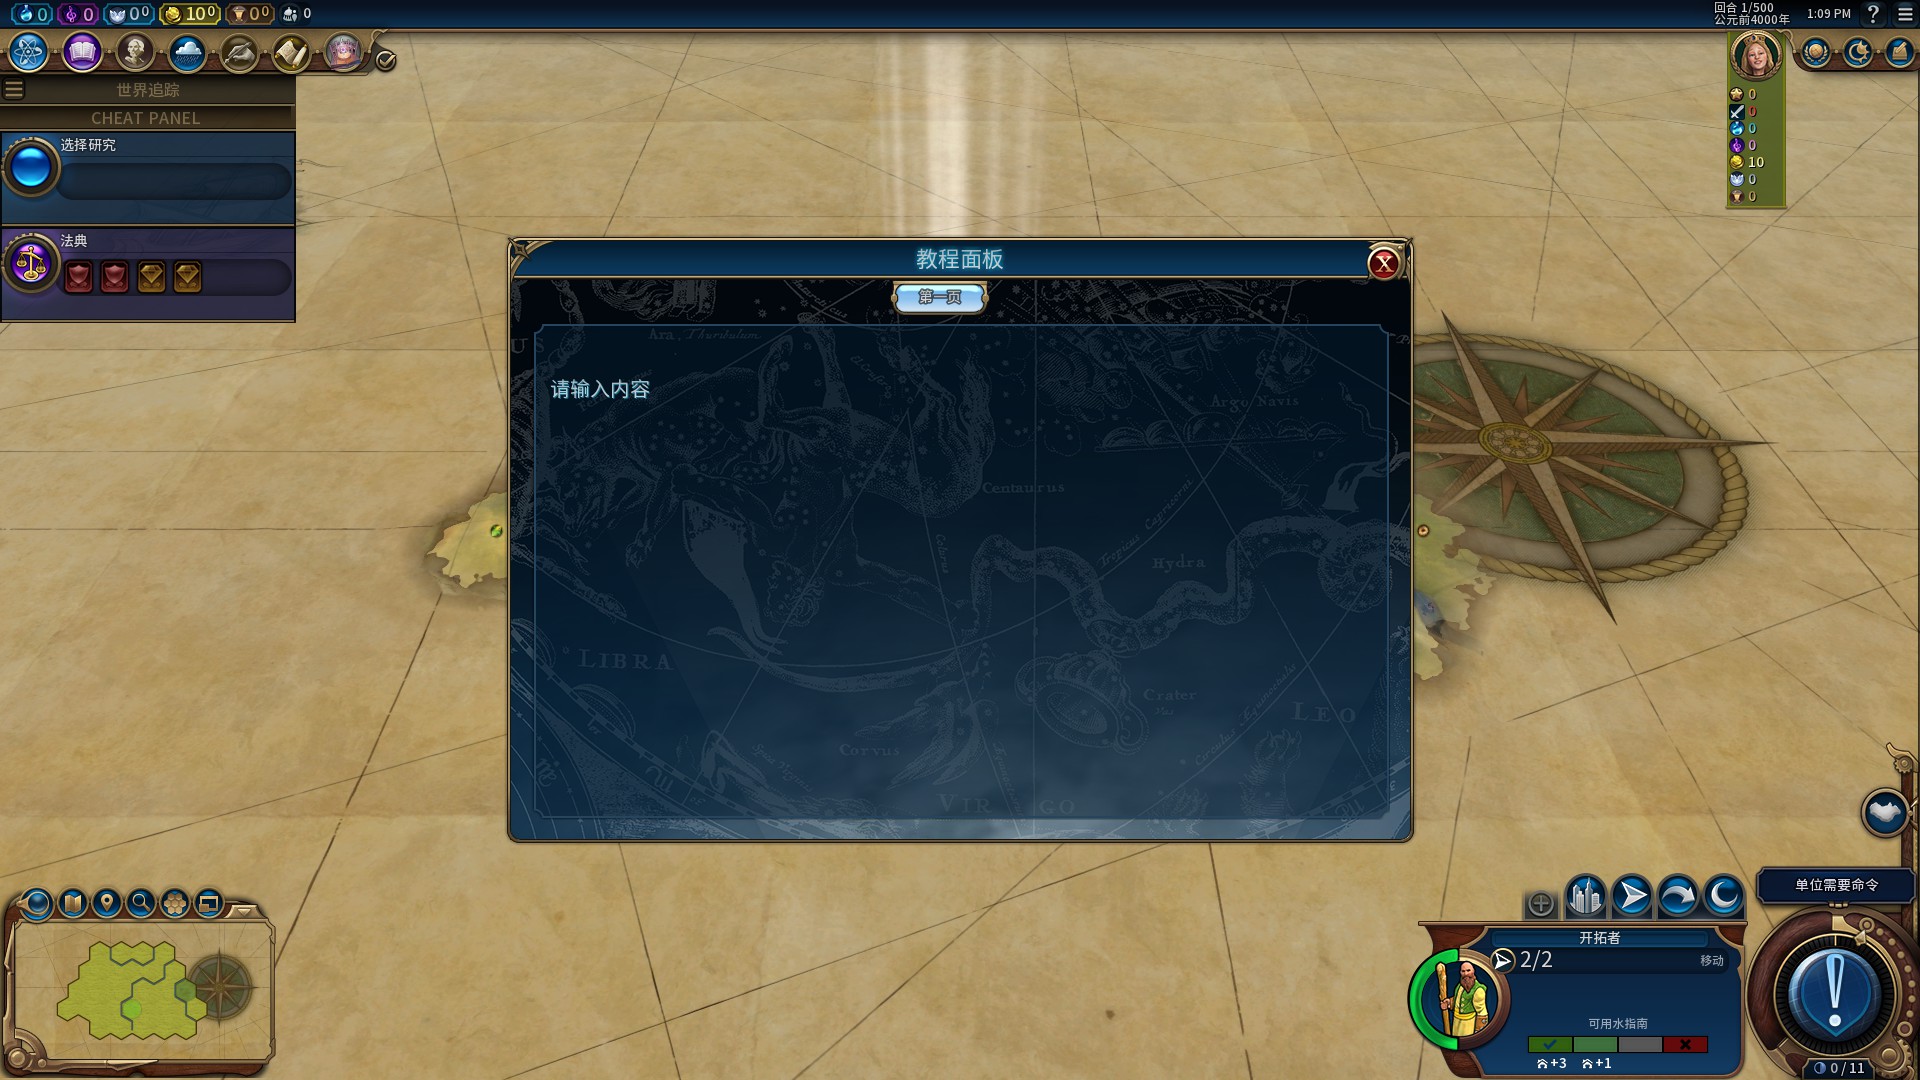 0 0 0⁰ 10⁰ 0⁰ 0
回合 1/500
公元前4000年
1:09 PM
?
世界追踪
CHEAT PANEL
选择研究
法典
0
0
0
0
10
0
0
教程面板
X
第一页
请输入内容
Ara, Thuribulum
Argo Navis
Centaurus
Hydra
LIBRA
Crater
LEO
Corvus
VIRGO
单位需要命令
开拓者
2/2 移动
可用水指南
+3 +1
0 / 11